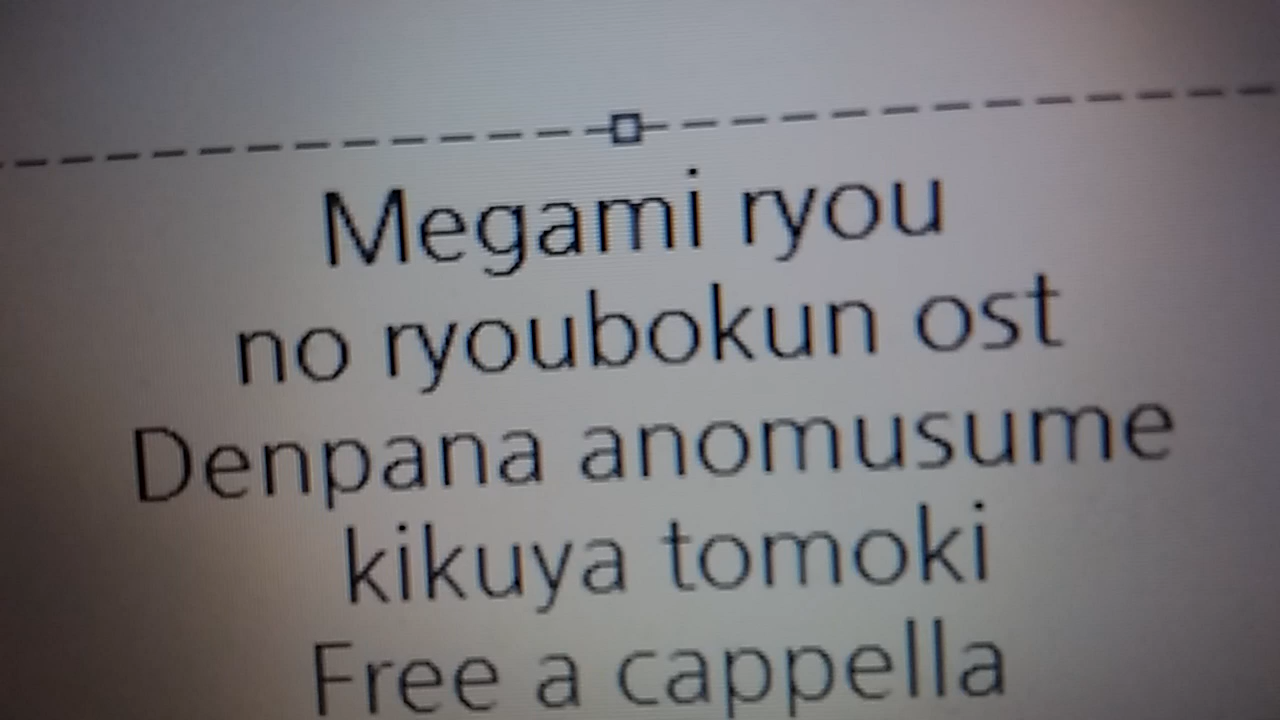 Megami ryou
no ryoubokun ost
Denpana anomusume
kikuya tomoki
Free a cappella